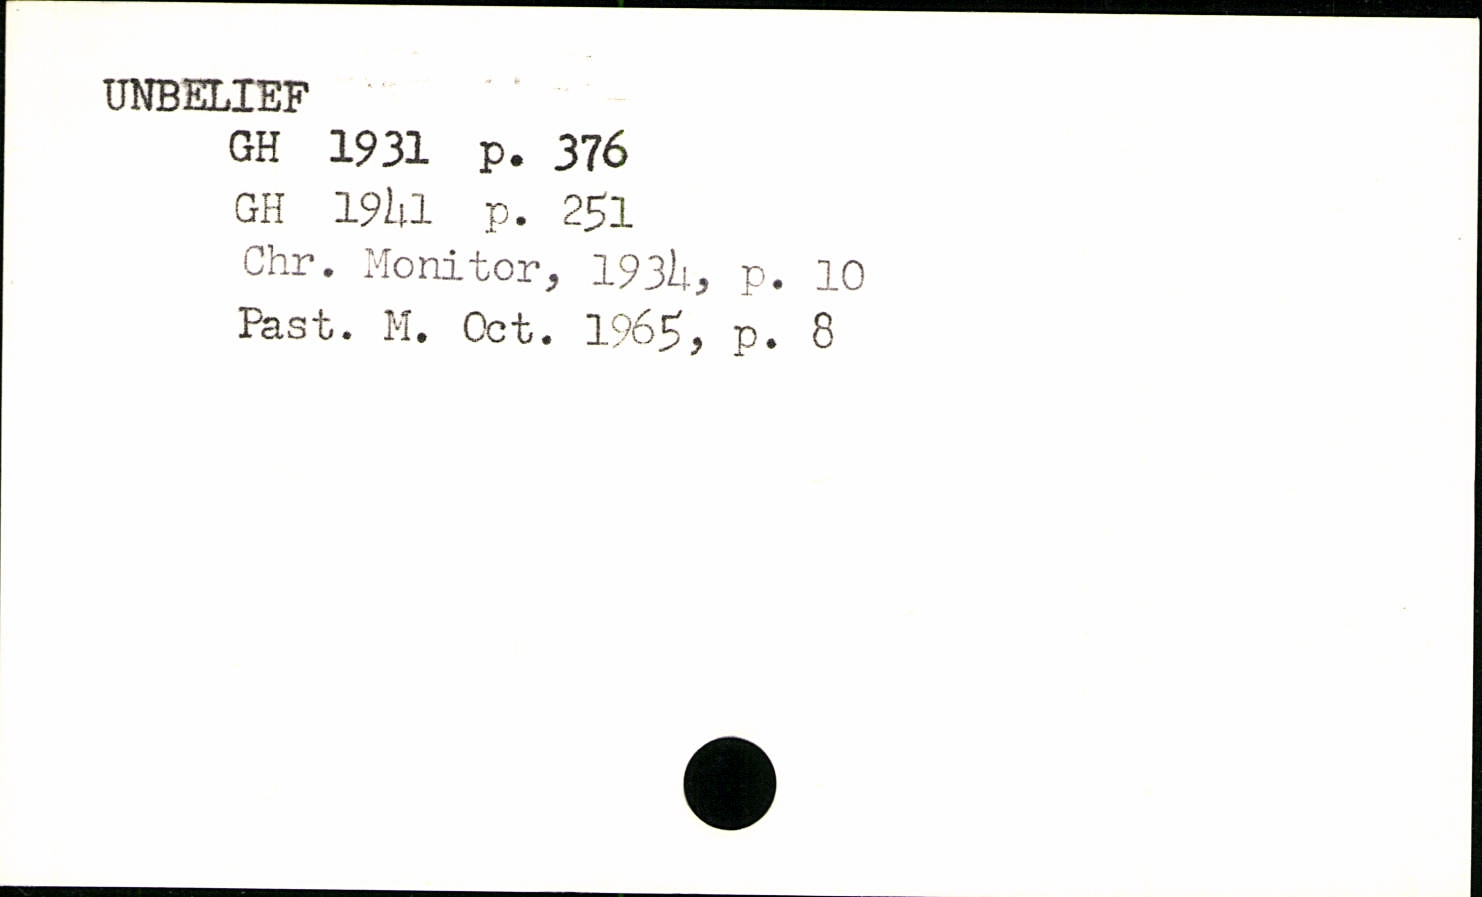 UNBELIEF
GH 1931 p. 376
GH 1941 p. 251
Chr. Monitor, 1934, p. 10
Past. M. Oct. 1965, p. 8